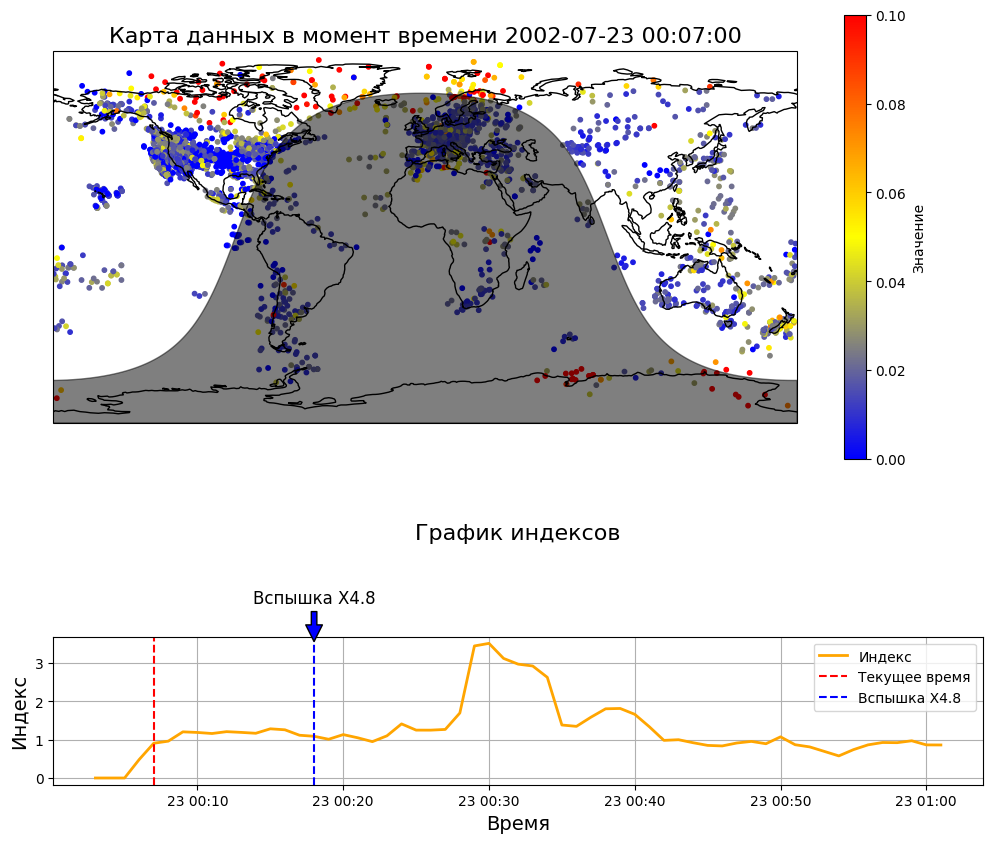 Карта данных в момент времени 2002-07-23 00:07:00
0.10
0.08
0.06
0.04
0.02
0.00
Значение
График индексов
Вспышка X4.8
3
2
1
0
Индекс
Индекс
Текущее время
Вспышка X4.8
23 00:10
23 00:20
23 00:30
23 00:40
23 00:50
23 01:00
Время